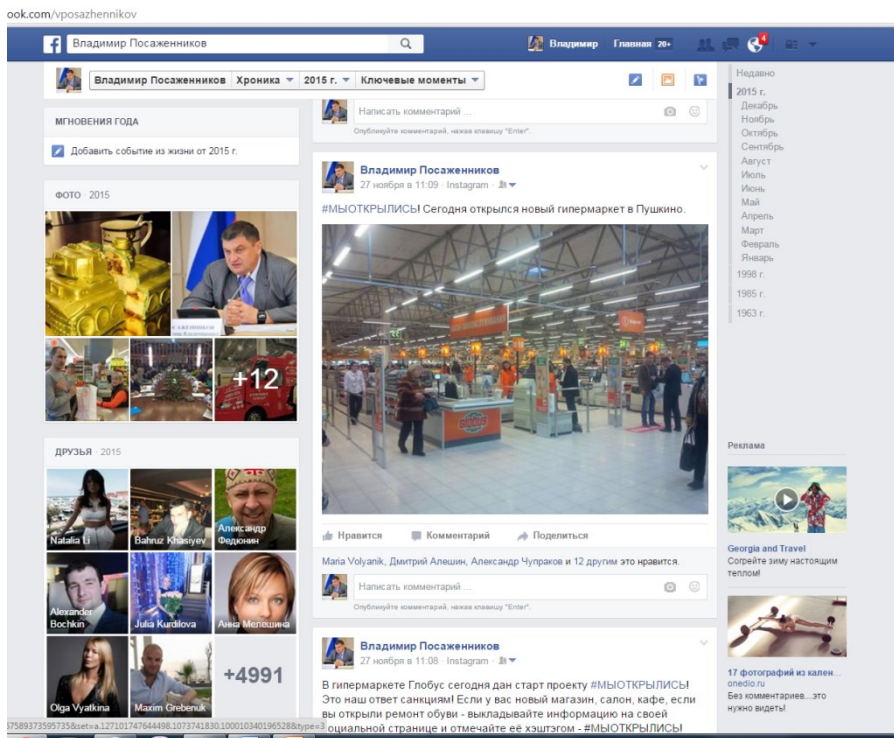 ook.com/vposazhennikov
Владимир Посаженников
Владимир
Главная 20+
4
Владимир Посаженников
Хроника
2015 г.
Ключевые моменты
МГНОВЕНИЯ ГОДА
Добавить событие из жизни от 2015 г.
ФОТО · 2015
+12
ДРУЗЬЯ · 2015
Natalia Li
Bahruz Khasiyev
Александр
Федюнин
Alexander
Bochkin
Julia Kurdilova
Анна Мелешина
Olga Vyatkina
Maxim Grebenuk
+4991
Написать комментарий ...
Опубликуйте комментарий, нажав клавишу "Enter".
Владимир Посаженников
27 ноября в 11:09 · Instagram ·
#МЫОТКРЫЛИСЬ! Сегодня открылся новый гипермаркет в Пушкино.
Нравится
Комментарий
Поделиться
Maria Volyanik, Дмитрий Алешин, Александр Чупраков и 12 другим это нравится.
Написать комментарий ...
Опубликуйте комментарий, нажав клавишу "Enter".
Владимир Посаженников
27 ноября в 11:08 · Instagram ·
В гипермаркете Глобус сегодня дан старт проекту #МЫОТКРЫЛИСЬ!
Это наш ответ санкциям! Если у вас новый магазин, салон, кафе, если
вы открыли ремонт обуви - выкладывайте информацию на своей
социальной странице и отмечайте её хэштэгом - #МЫОТКРЫЛИСЬ!
Недавно
2015 г.
Декабрь
Ноябрь
Октябрь
Сентябрь
Август
Июль
Июнь
Май
Апрель
Март
Февраль
Январь
1998 г.
1985 г.
1963 г.
Реклама
Georgia and Travel
Согрейте зиму настоящим
теплом!
17 фотографий из кален...
onedio.ru
Без комментариев...это
нужно видеть!